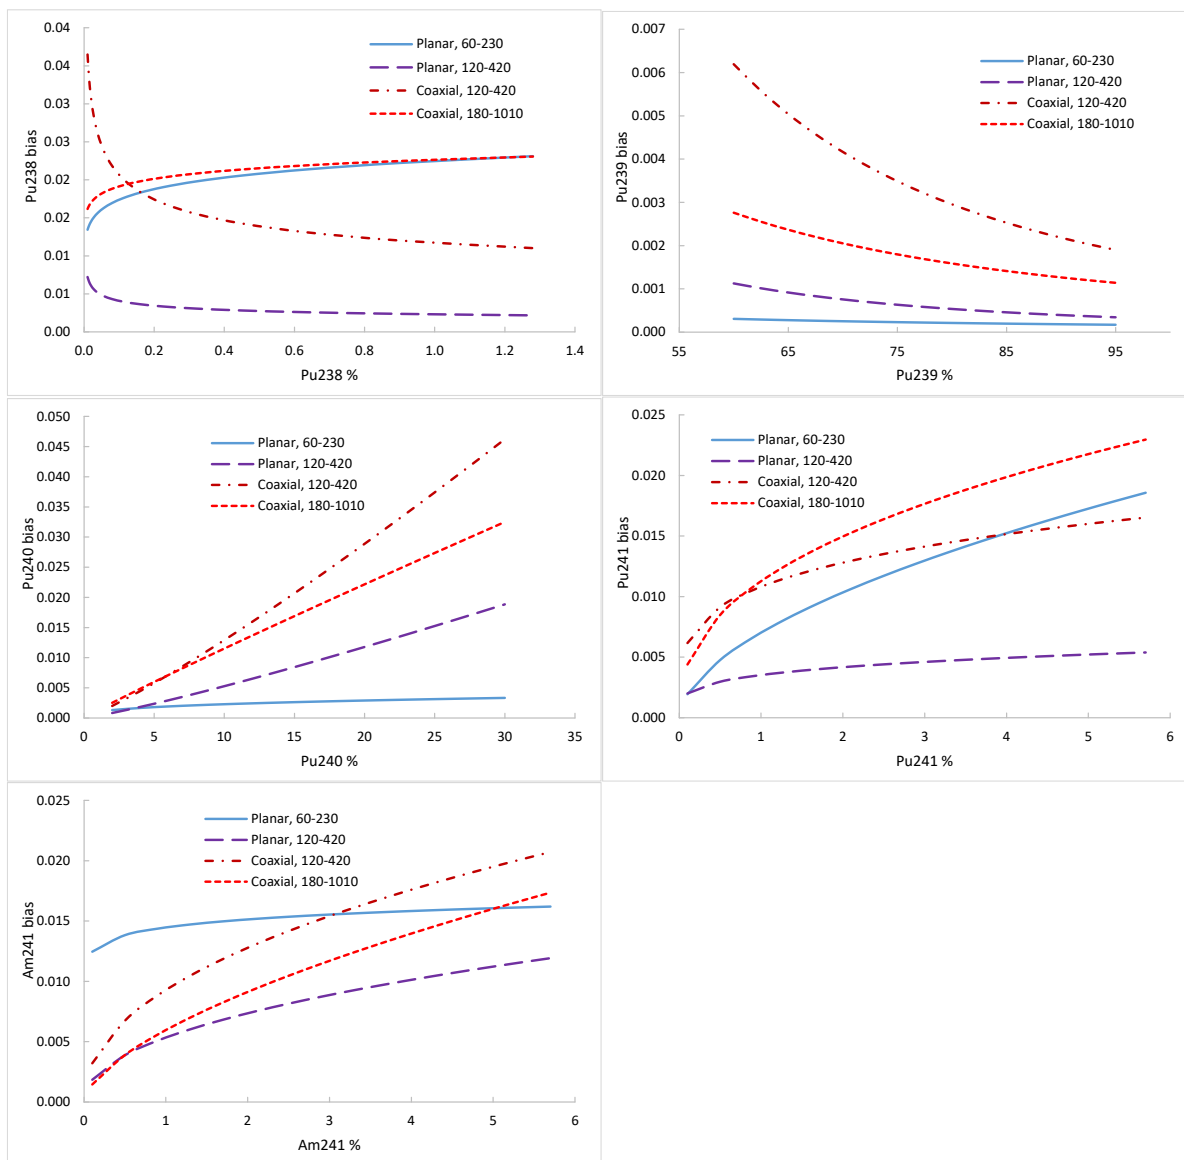 0.04
0.04
0.03
0.03
0.02
0.02
0.01
0.01
0.00
Pu238 bias
Planar, 60-230
Planar, 120-420
Coaxial, 120-420
Coaxial, 180-1010
0.0 0.2 0.4 0.6 0.8 1.0 1.2 1.4
Pu238 %
0.007
0.006
0.005
0.004
0.003
0.002
0.001
0.000
Pu239 bias
Planar, 60-230
Planar, 120-420
Coaxial, 120-420
Coaxial, 180-1010
55 65 75 85 95
Pu239 %
0.050
0.045
0.040
0.035
0.030
0.025
0.020
0.015
0.010
0.005
0.000
Pu240 bias
Planar, 60-230
Planar, 120-420
Coaxial, 120-420
Coaxial, 180-1010
0 5 10 15 20 25 30 35
Pu240 %
0.025
0.020
0.015
0.010
0.005
0.000
Pu241 bias
Planar, 60-230
Planar, 120-420
Coaxial, 120-420
Coaxial, 180-1010
0 1 2 3 4 5 6
Pu241 %
0.025
0.020
0.015
0.010
0.005
0.000
Am241 bias
Planar, 60-230
Planar, 120-420
Coaxial, 120-420
Coaxial, 180-1010
0 1 2 3 4 5 6
Am241 %